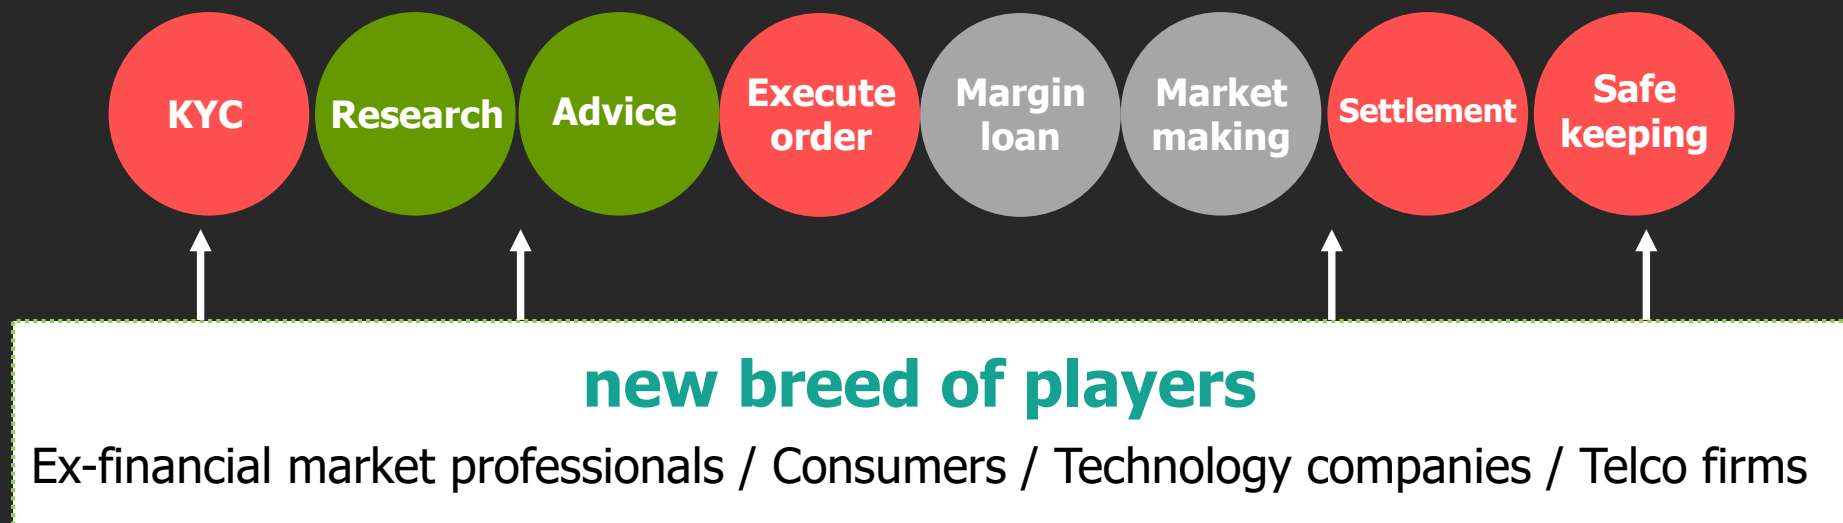 KYC
Research
Advice
Execute
order
Margin
loan
Market
making
Settlement
Safe
keeping
new breed of players
Ex-financial market professionals / Consumers / Technology companies / Telco firms